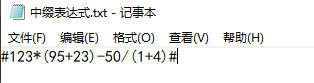 中缀表达式.txt - 记事本
文件(F) 编辑(E) 格式(O) 查看(V) 帮助(H)
#123*(95+23)-50/(1+4)#